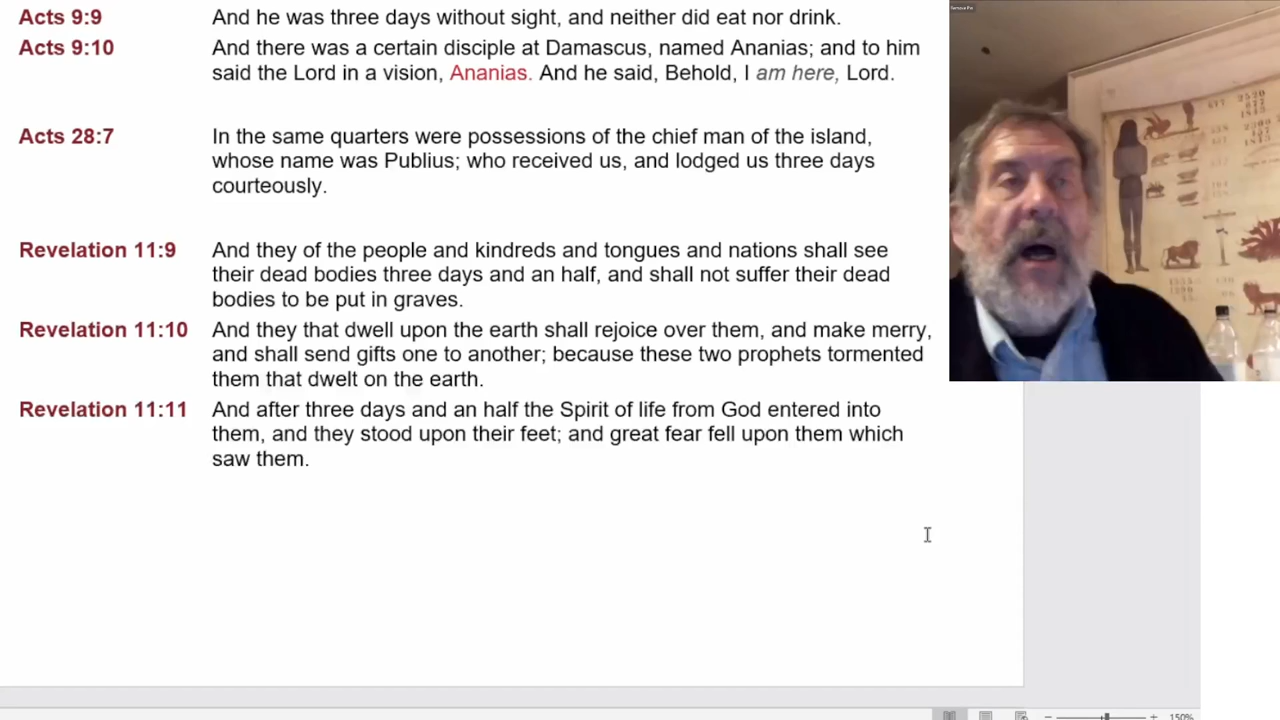 Acts 9:9 And he was three days without sight, and neither did eat nor drink.
Acts 9:10 And there was a certain disciple at Damascus, named Ananias; and to him
said the Lord in a vision, Ananias. And he said, Behold, I am here, Lord.
Acts 28:7 In the same quarters were possessions of the chief man of the island,
whose name was Publius; who received us, and lodged us three days
courteously.
Revelation 11:9 And they of the people and kindreds and tongues and nations shall see
their dead bodies three days and an half, and shall not suffer their dead
bodies to be put in graves.
Revelation 11:10 And they that dwell upon the earth shall rejoice over them, and make merry,
and shall send gifts one to another; because these two prophets tormented
them that dwelt on the earth.
Revelation 11:11 And after three days and an half the Spirit of life from God entered into
them, and they stood upon their feet; and great fear fell upon them which
saw them.
677 2520
677
1843
150%